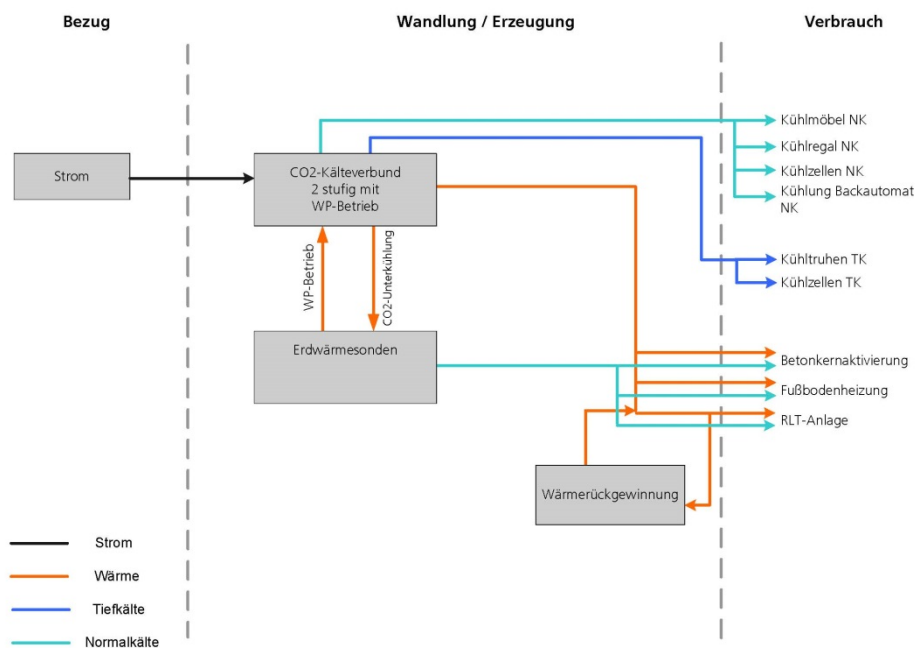 Bezug
Wandlung / Erzeugung
Verbrauch
Strom
CO2-Kälteverbund
2 stufig mit
WP-Betrieb
Kühlmöbel NK
Kühlregal NK
Kühlzellen NK
Kühlung Backautomat
NK
Kühltruhen TK
Kühlzellen TK
WP-Betrieb
CO2-Unterkühlung
Erdwärmesonden
Betonkernaktivierung
Fußbodenheizung
RLT-Anlage
Wärmerückgewinnung
Strom
Wärme
Tiefkälte
Normalkälte